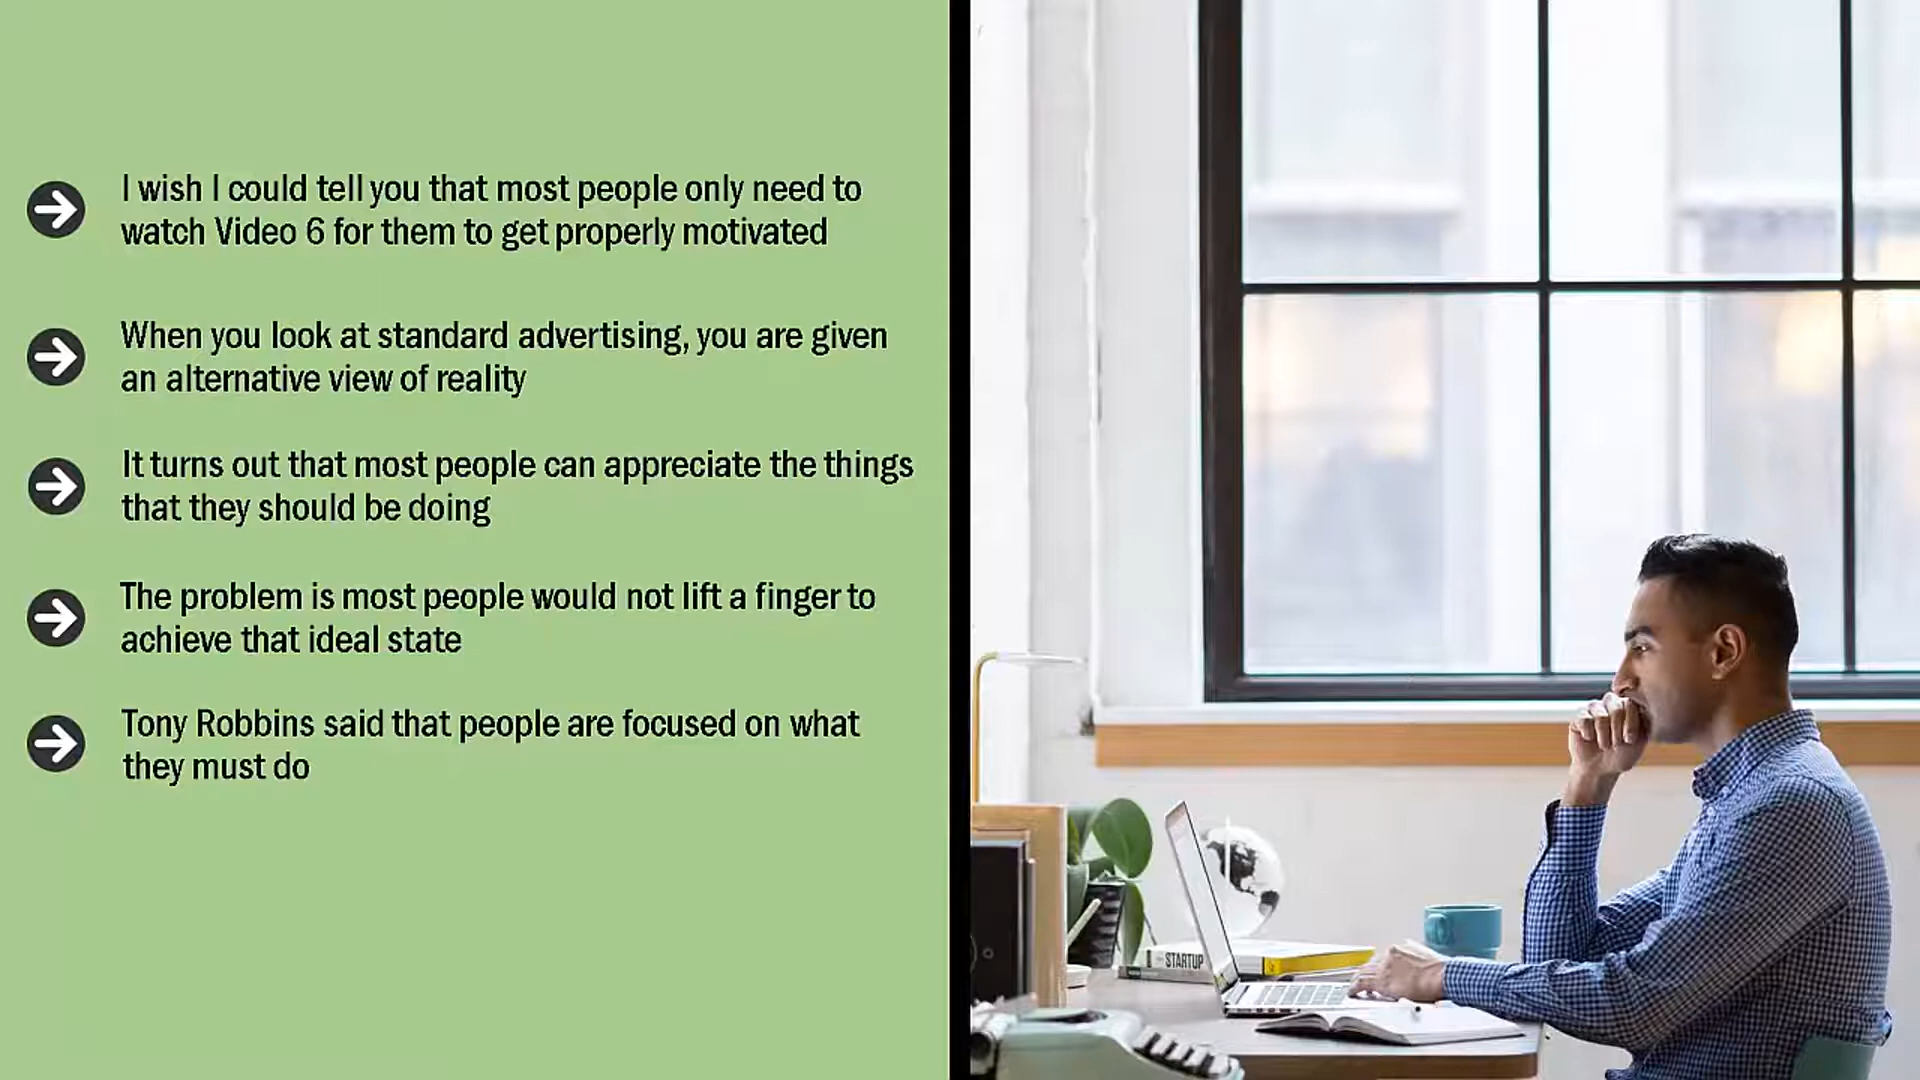 I wish I could tell you that most people only need to
watch Video 6 for them to get properly motivated
When you look at standard advertising, you are given
an alternative view of reality
It turns out that most people can appreciate the things
that they should be doing
The problem is most people would not lift a finger to
achieve that ideal state
Tony Robbins said that people are focused on what
they must do
STARTUP